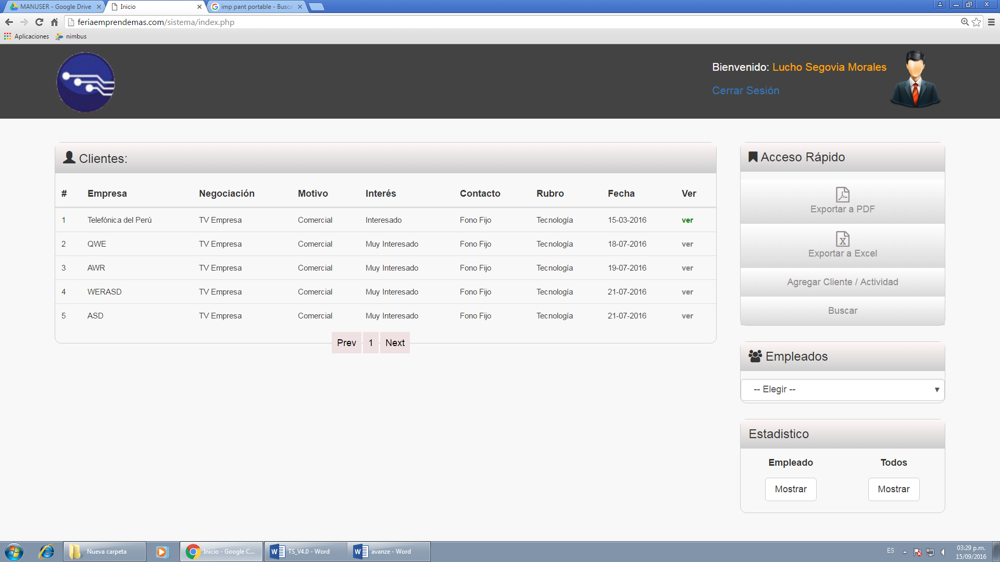 MANUSER - Google Drive
Inicio
imp pant portable - Busca
feriaemprendemas.com/sistema/index.php
Aplicaciones
nimbus
Bienvenido: Lucho Segovia Morales
Cerrar Sesión
Clientes:
# Empresa Negociación Motivo Interés Contacto Rubro Fecha Ver
1 Telefónica del Perú TV Empresa Comercial Interesado Fono Fijo Tecnología 15-03-2016 ver
2 QWE TV Empresa Comercial Muy Interesado Fono Fijo Tecnología 18-07-2016 ver
3 AWR TV Empresa Comercial Muy Interesado Fono Fijo Tecnología 19-07-2016 ver
4 WERASD TV Empresa Comercial Muy Interesado Fono Fijo Tecnología 21-07-2016 ver
5 ASD TV Empresa Comercial Muy Interesado Fono Fijo Tecnología 21-07-2016 ver
Prev 1 Next
Acceso Rápido
Exportar a PDF
Exportar a Excel
Agregar Cliente / Actividad
Buscar
Empleados
-- Elegir --
Estadistico
Empleado Todos
Mostrar Mostrar
Nueva carpeta
Inicio - Google C...
TS_V4.0 - Word
avanze - Word
ES
03:29 p.m.
15/09/2016